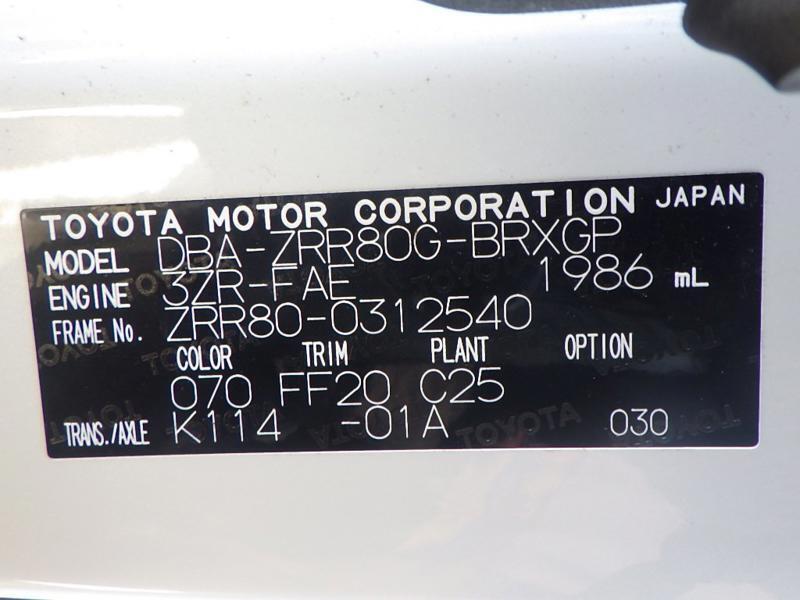 TOYOTA MOTOR CORPORATION JAPAN
MODEL DBA-ZRR80G-BRXGP
ENGINE 3ZR-FAE 1986 mL
FRAME No. ZRR80-0312540
COLOR TRIM PLANT OPTION
070 FF20 C25
TRANS./AXLE K114 -01A 030